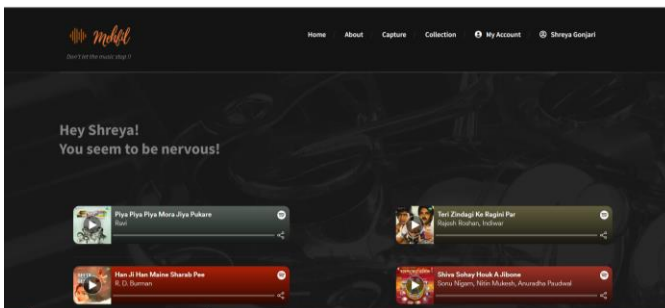 Mehfil
Don't let the music stop !!
Home About Capture Collection My Account Shreya Gonjari
Hey Shreya!
You seem to be nervous!
Piya Piya Piya Mora Jiya Pukare
Ravi
Teri Zindagi Ke Ragini Par
Rajesh Roshan, Indiwar
Han Ji Han Maine Sharab Pee
R. D. Burman
Shiva Sohay Houk A Jibone
Sonu Nigam, Nitin Mukesh, Anuradha Paudwal